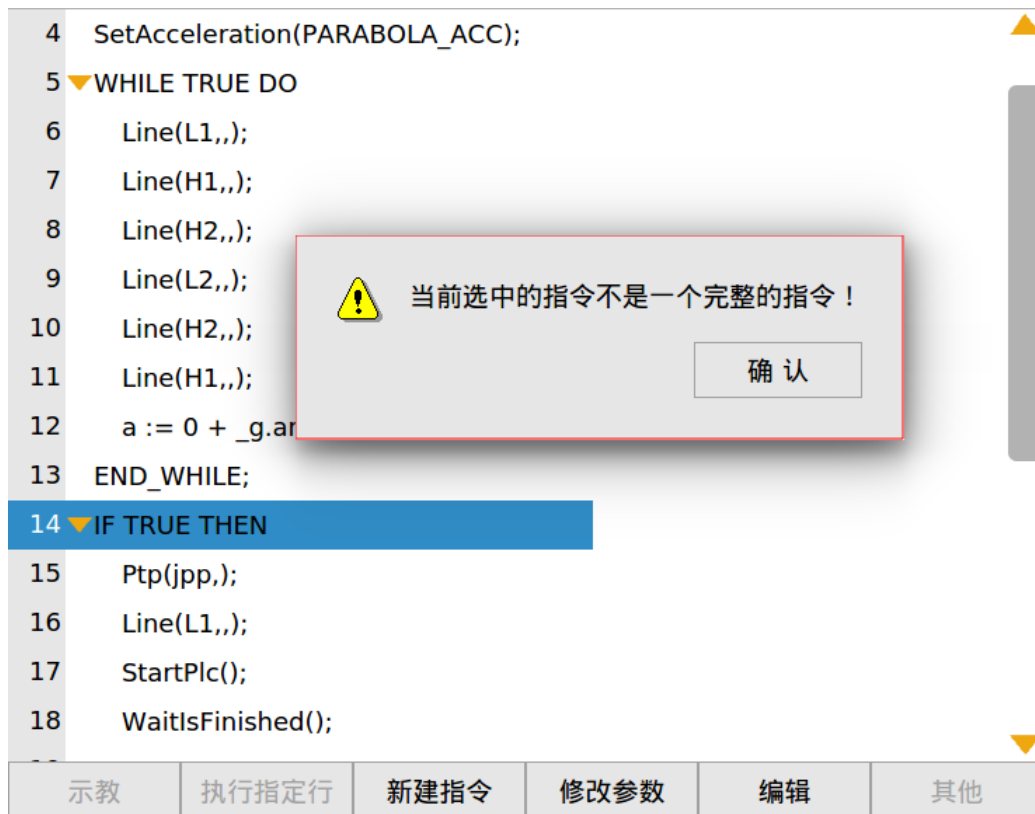 4 SetAcceleration(PARABOLA_ACC);
5 WHILE TRUE DO
6 Line(L1,,);
7 Line(H1,,);
8 Line(H2,,);
9 Line(L2,,);
10 Line(H2,,);
11 Line(H1,,);
12 a := 0 + _g.ar
13 END_WHILE;
14 IF TRUE THEN
15 Ptp(jpp,);
16 Line(L1,,);
17 StartPlc();
18 WaitIsFinished();
当前选中的指令不是一个完整的指令！
确 认
示教 执行指定行 新建指令 修改参数 编辑 其他